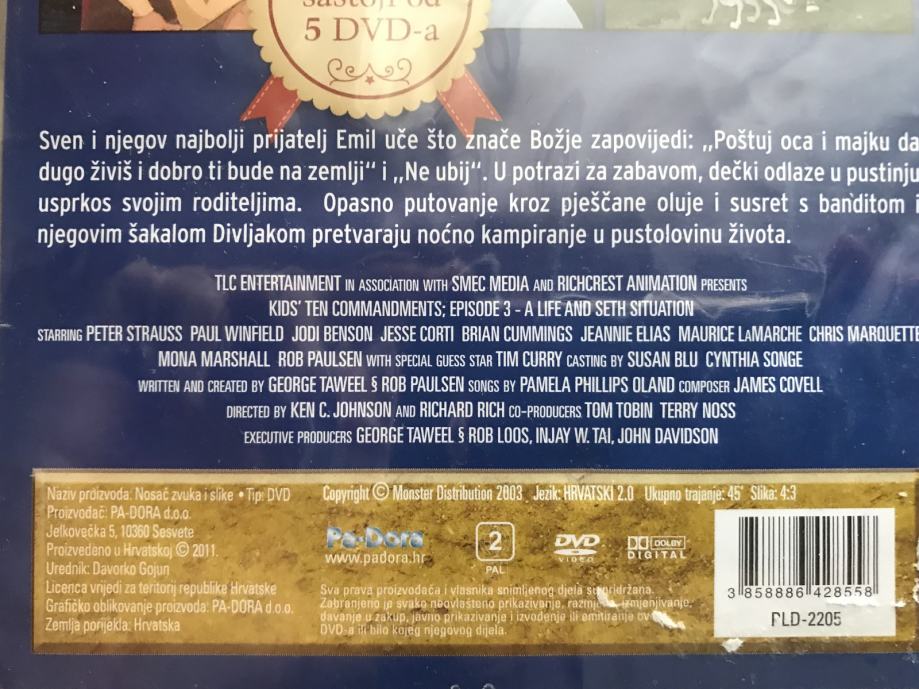 sastoji od
5 DVD-a
Sven i njegov najbolji prijatelj Emil uče što znače Božje zapovijedi: „Poštuj oca i majku da
dugo živiš i dobro ti bude na zemlji“ i „Ne ubij“. U potrazi za zabavom, dečki odlaze u pustinju
usprkos svojim roditeljima. Opasno putovanje kroz pješčane oluje i susret s banditom i
njegovim šakalom Divljakom pretvaraju noćno kampiranje u pustolovinu života.
TLC ENTERTAINMENT IN ASSOCIATION WITH SMEC MEDIA AND RICHCREST ANIMATION PRESENTS
KIDS' TEN COMMANDMENTS; EPISODE 3 - A LIFE AND SETH SITUATION
STARRING PETER STRAUSS PAUL WINFIELD JODI BENSON JESSE CORTI BRIAN CUMMINGS JEANNIE ELIAS MAURICE LaMARCHE CHRIS MARQUETTE
MONA MARSHALL ROB PAULSEN WITH SPECIAL GUEST STAR TIM CURRY CASTING BY SUSAN BLU CYNTHIA SONGE
WRITTEN AND CREATED BY GEORGE TAWEEL § ROB PAULSEN SONGS BY PAMELA PHILLIPS OLAND COMPOSER JAMES COVELL
DIRECTED BY KEN C. JOHNSON AND RICHARD RICH CO-PRODUCERS TOM TOBIN TERRY NOSS
EXECUTIVE PRODUCERS GEORGE TAWEEL § ROB LOOS, INJAY W. TAI, JOHN DAVIDSON
Naziv proizvoda: Nosač zvuka i slike • Tip: DVD
Proizvođač: PA-DORA d.o.o.
Jelkovečka 5, 10360 Sesvete
Proizvedeno u Hrvatskoj © 2011.
Urednik: Davorko Gojun
Licenca vrijedi za teritorij republike Hrvatske
Grafičko oblikovanje proizvoda: PA-DORA d.o.o.
Zemlja porijekla: Hrvatska
Copyright © Monster Distribution 2003 Jezik: HRVATSKI 2.0 Ukupno trajanje: 45' Slika: 4:3
Pa-Dora
www.padora.hr
2
PAL
DVD
VIDEO
DOLBY
DIGITAL
Sva prava proizvođača i vlasnika snimljenog djela su pridržana.
Zabranjeno je svako neovlašteno prikazivanje, razmjena, iznajmljivanje,
davanje u zakup, javno prikazivanje i izvođenje ili emitiranje ovog
DVD-a ili bilo kojeg njegovog dijela.
3 858886 428558
PLD-2205